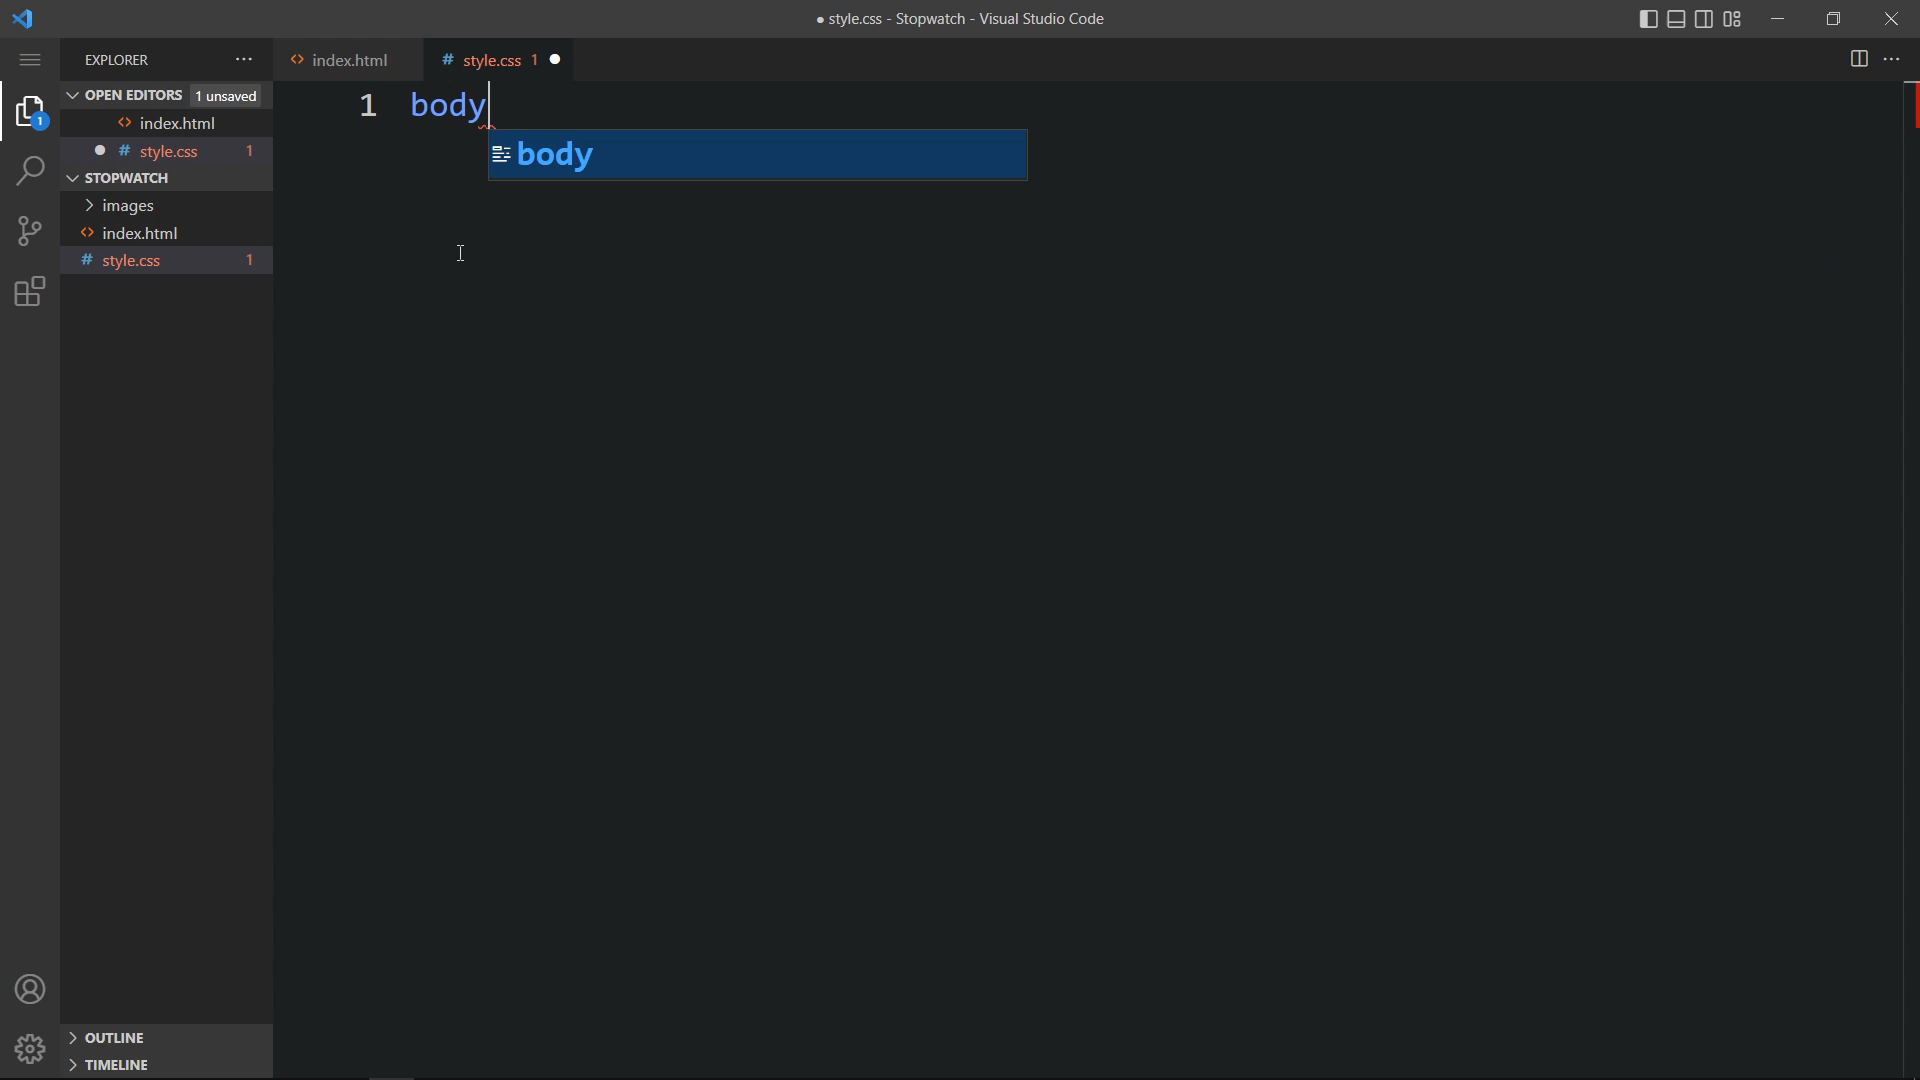 ● style.css - Stopwatch - Visual Studio Code
EXPLORER
index.html
style.css 1
OPEN EDITORS 1 unsaved
index.html
style.css 1
STOPWATCH
images
index.html
style.css 1
OUTLINE
TIMELINE
1
1 body
body